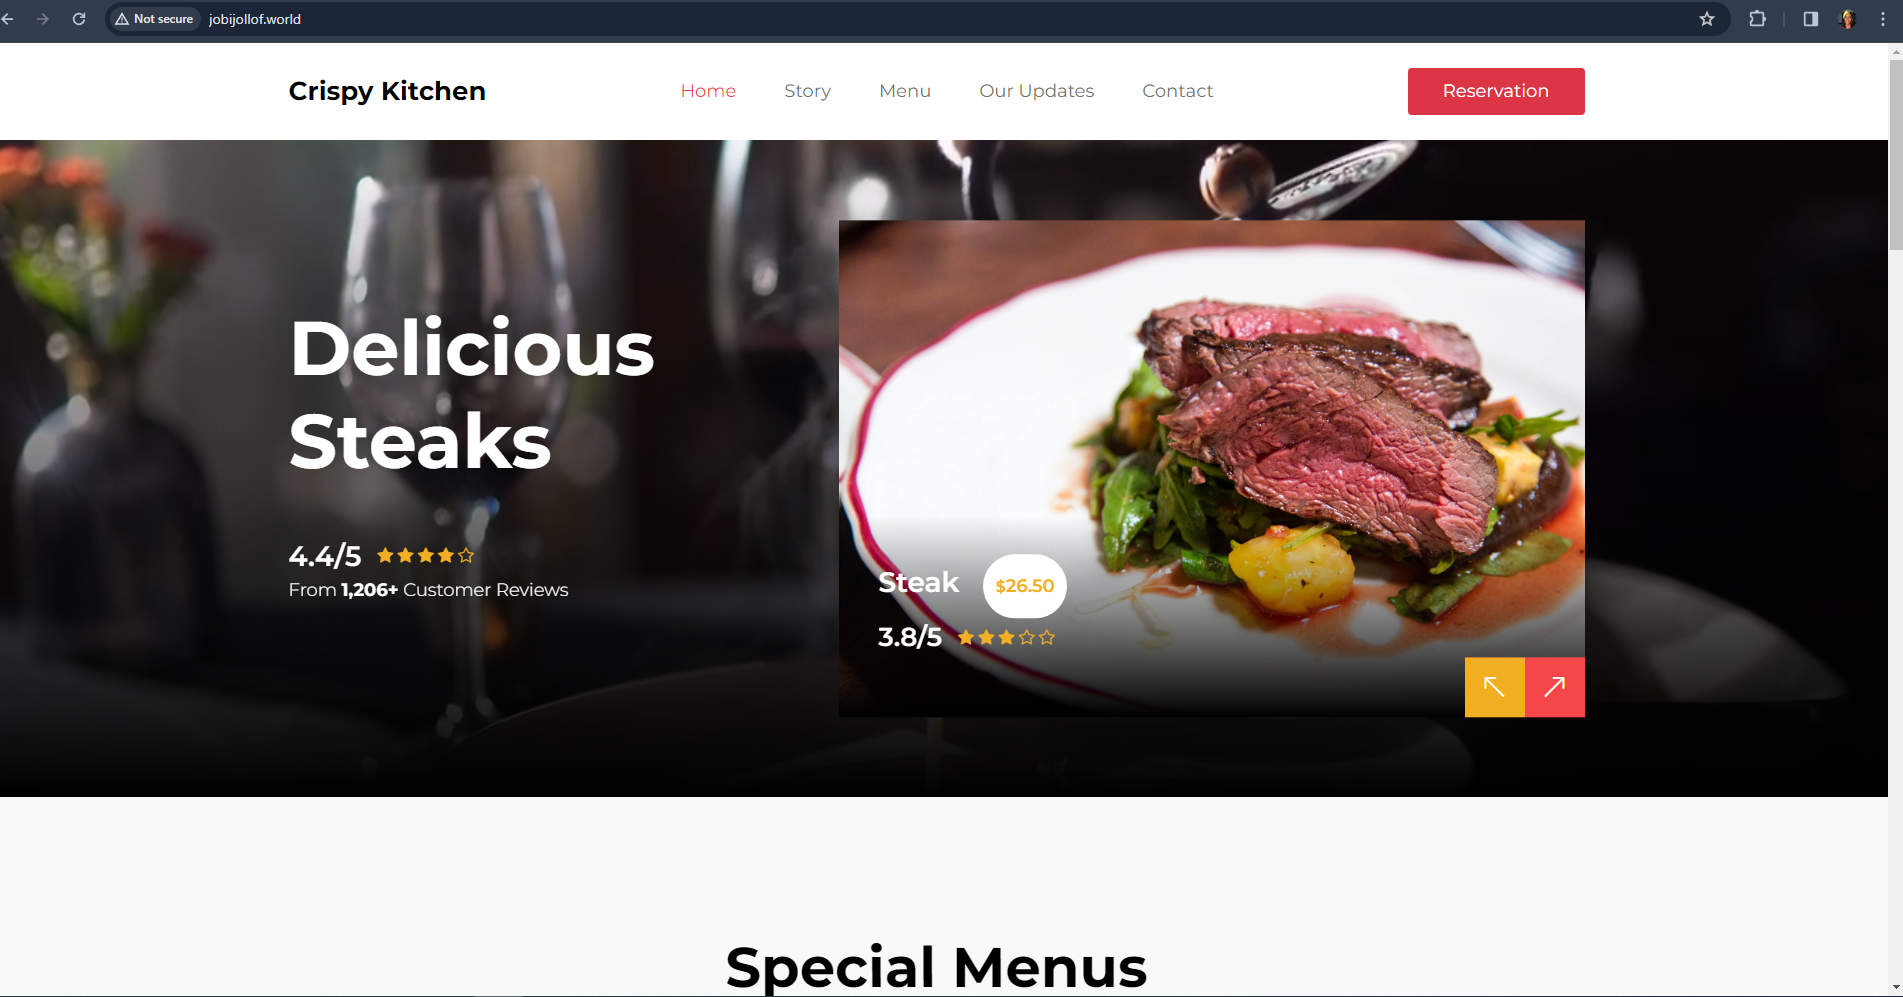 Not secure jobijollof.world
Crispy Kitchen
Home Story Menu Our Updates Contact
Reservation
Delicious
Steaks
4.4/5
From 1,206+ Customer Reviews
Steak $26.50
3.8/5
Special Menus